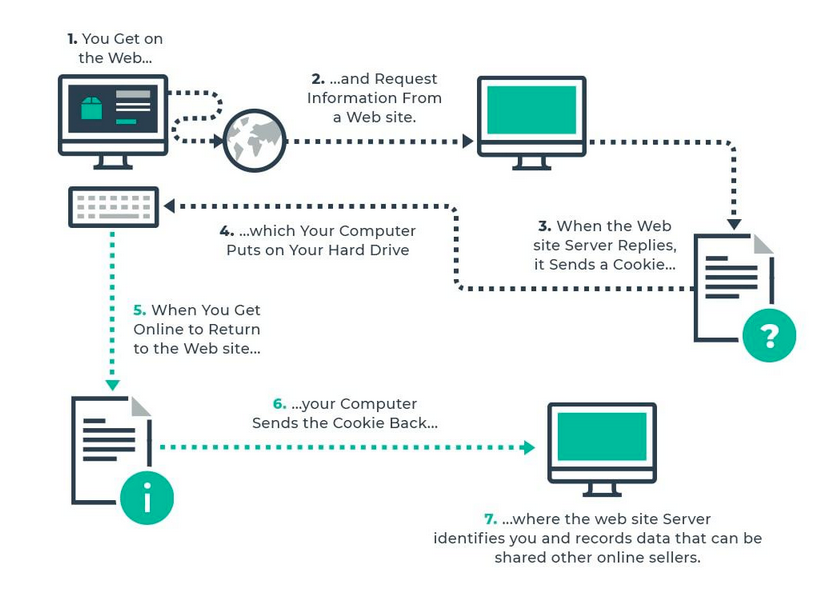 1. You Get on
the Web...
2. ...and Request
Information From
a Web site.
3. When the Web
site Server Replies,
it Sends a Cookie...
4. ...which Your Computer
Puts on Your Hard Drive
5. When You Get
Online to Return
to the Web site...
6. ...your Computer
Sends the Cookie Back...
7. ...where the web site Server
identifies you and records data that can be
shared other online sellers.
?
i